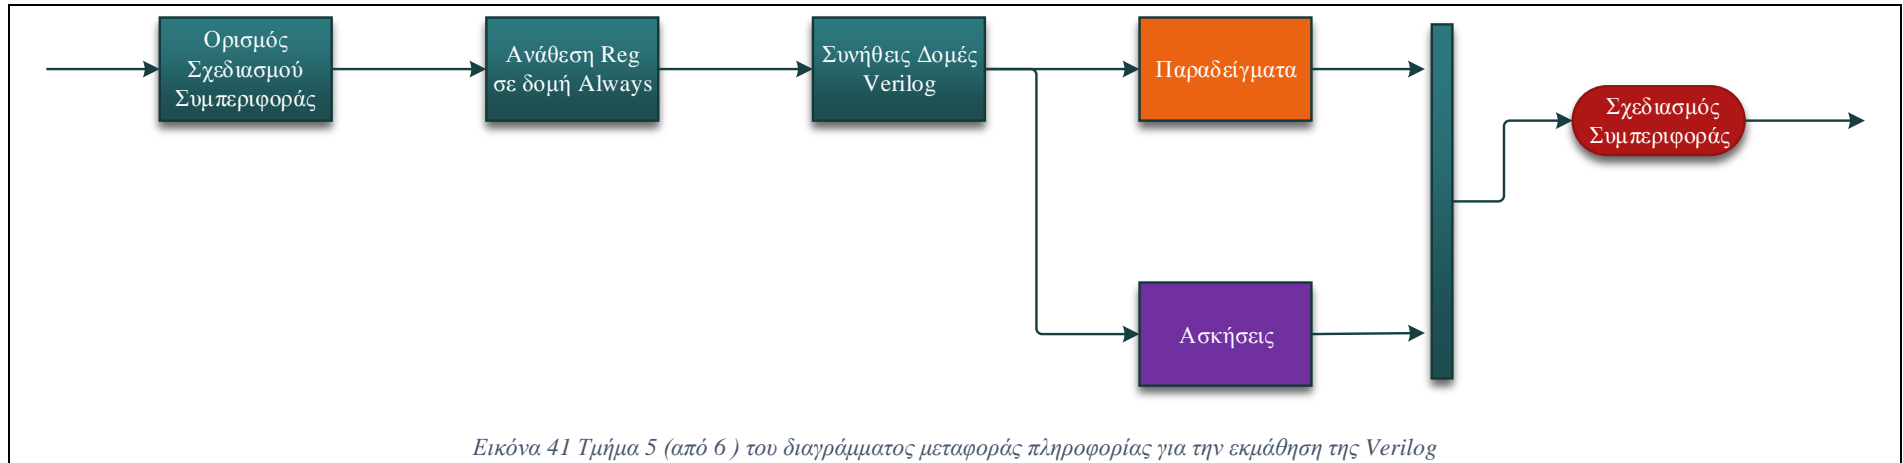 Ορισμός
Σχεδιασμού
Συμπεριφοράς
Ανάθεση Reg
σε δομή Always
Συνήθεις Δομές
Verilog
Παραδείγματα
Ασκήσεις
Σχεδιασμός
Συμπεριφοράς
Εικόνα 41 Τμήμα 5 (από 6 ) του διαγράμματος μεταφοράς πληροφορίας για την εκμάθηση της Verilog